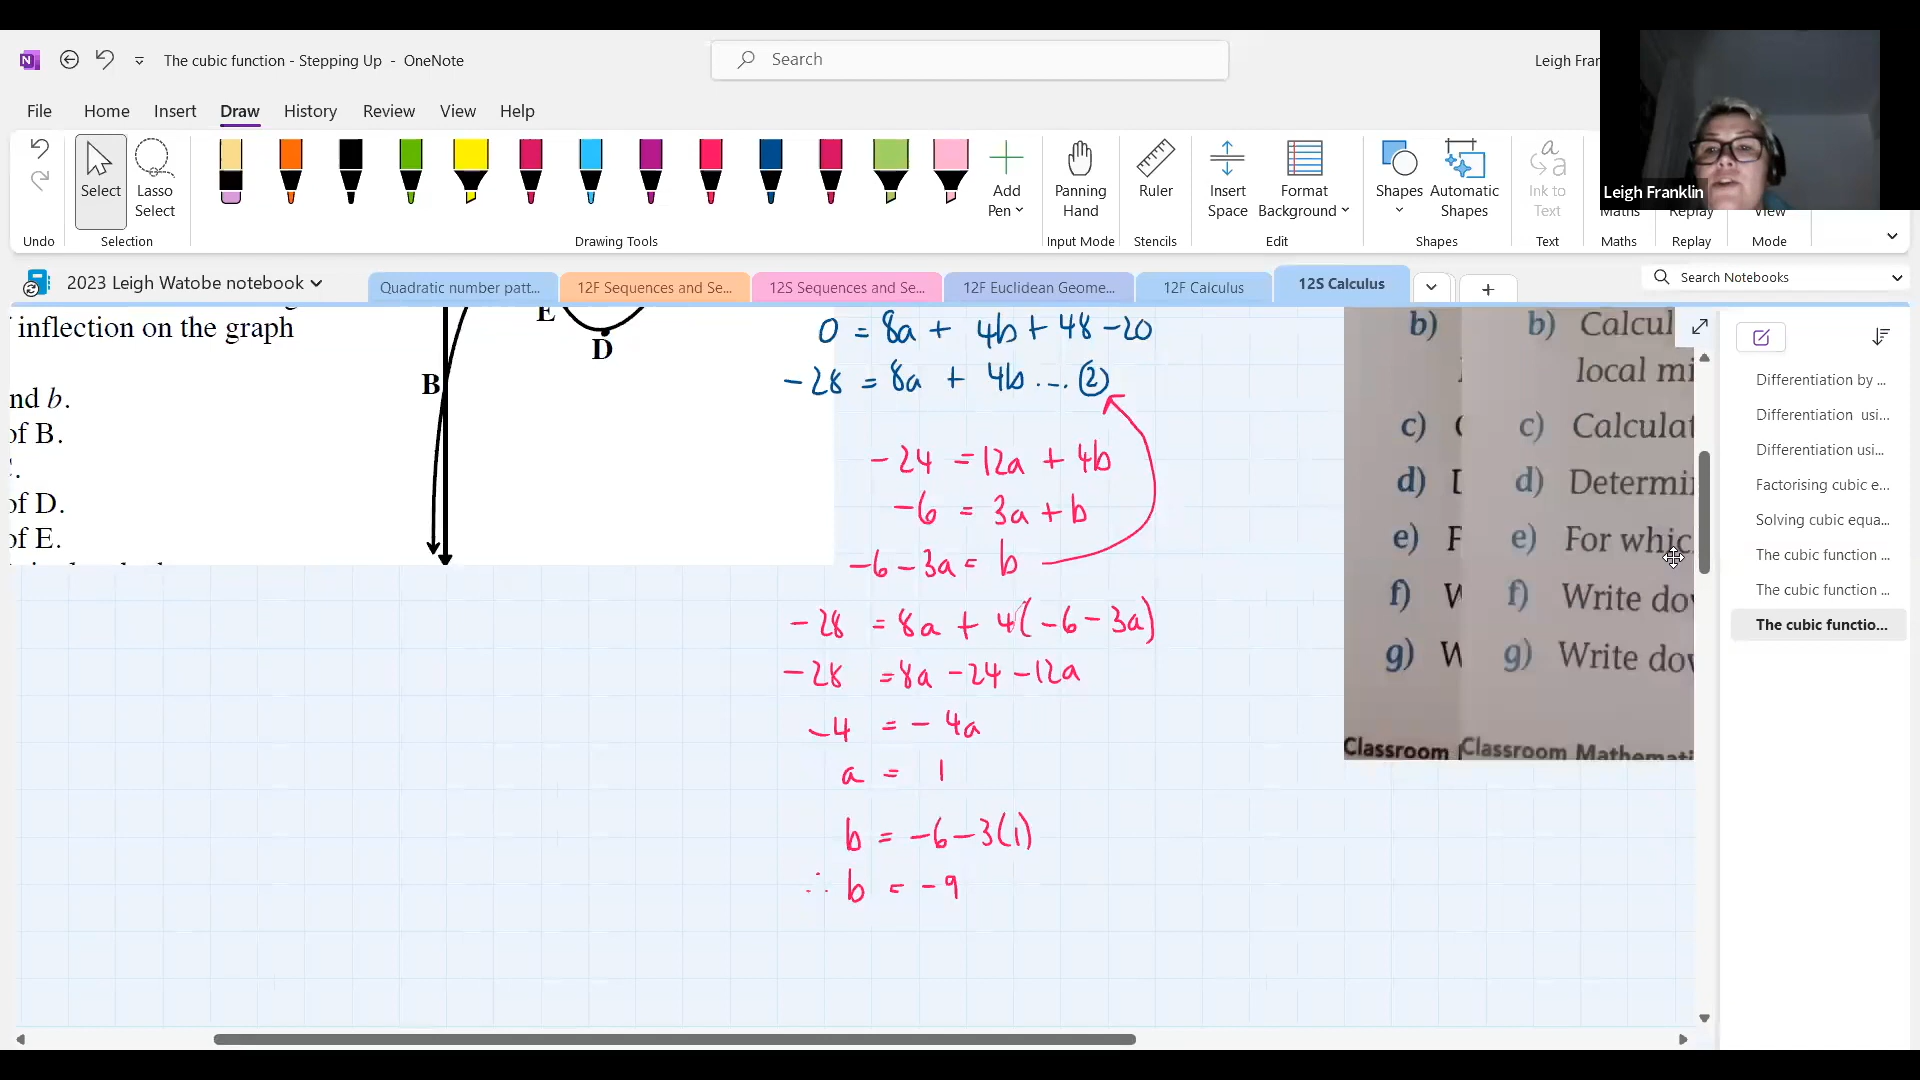 The cubic function - Stepping Up - OneNote
Search
Leigh Fran
File Home Insert Draw History Review View Help
Leigh Franklin
Select
Lasso Select
Add Pen
Panning Hand
Ruler
Insert Space
Format Background
Shapes
Automatic Shapes
Ink to Text
Maths
Replay
View
Undo Selection Drawing Tools Input Mode Stencils Edit Shapes Text Maths Replay Mode
2023 Leigh Watobe notebook
Quadratic number patt...
12F Sequences and Se...
12S Sequences and Se...
12F Euclidean Geome...
12F Calculus
12S Calculus
+
Search Notebooks
inflection on the graph
nd b.
of B.
of D.
of E.
E
D
B
0 = 8a + 4b + 48 - 20
-28 = 8a + 4b ... ②
-24 = 12a + 4b
-6 = 3a + b
-6 - 3a = b
-28 = 8a + 4(-6 - 3a)
-28 = 8a - 24 - 12a
-4 = -4a
a = 1
b = -6 - 3(1)
∴ b = -9
b) b) Calcul
local mi
c) c) Calculat
d) d) Determi
e) F e) For whic
f) W f) Write do
g) W g) Write do
Classroom Classroom Mathemati
Differentiation by ...
Differentiation usi...
Differentiation usi...
Factorising cubic e...
Solving cubic equa...
The cubic function ...
The cubic function ...
The cubic functio...